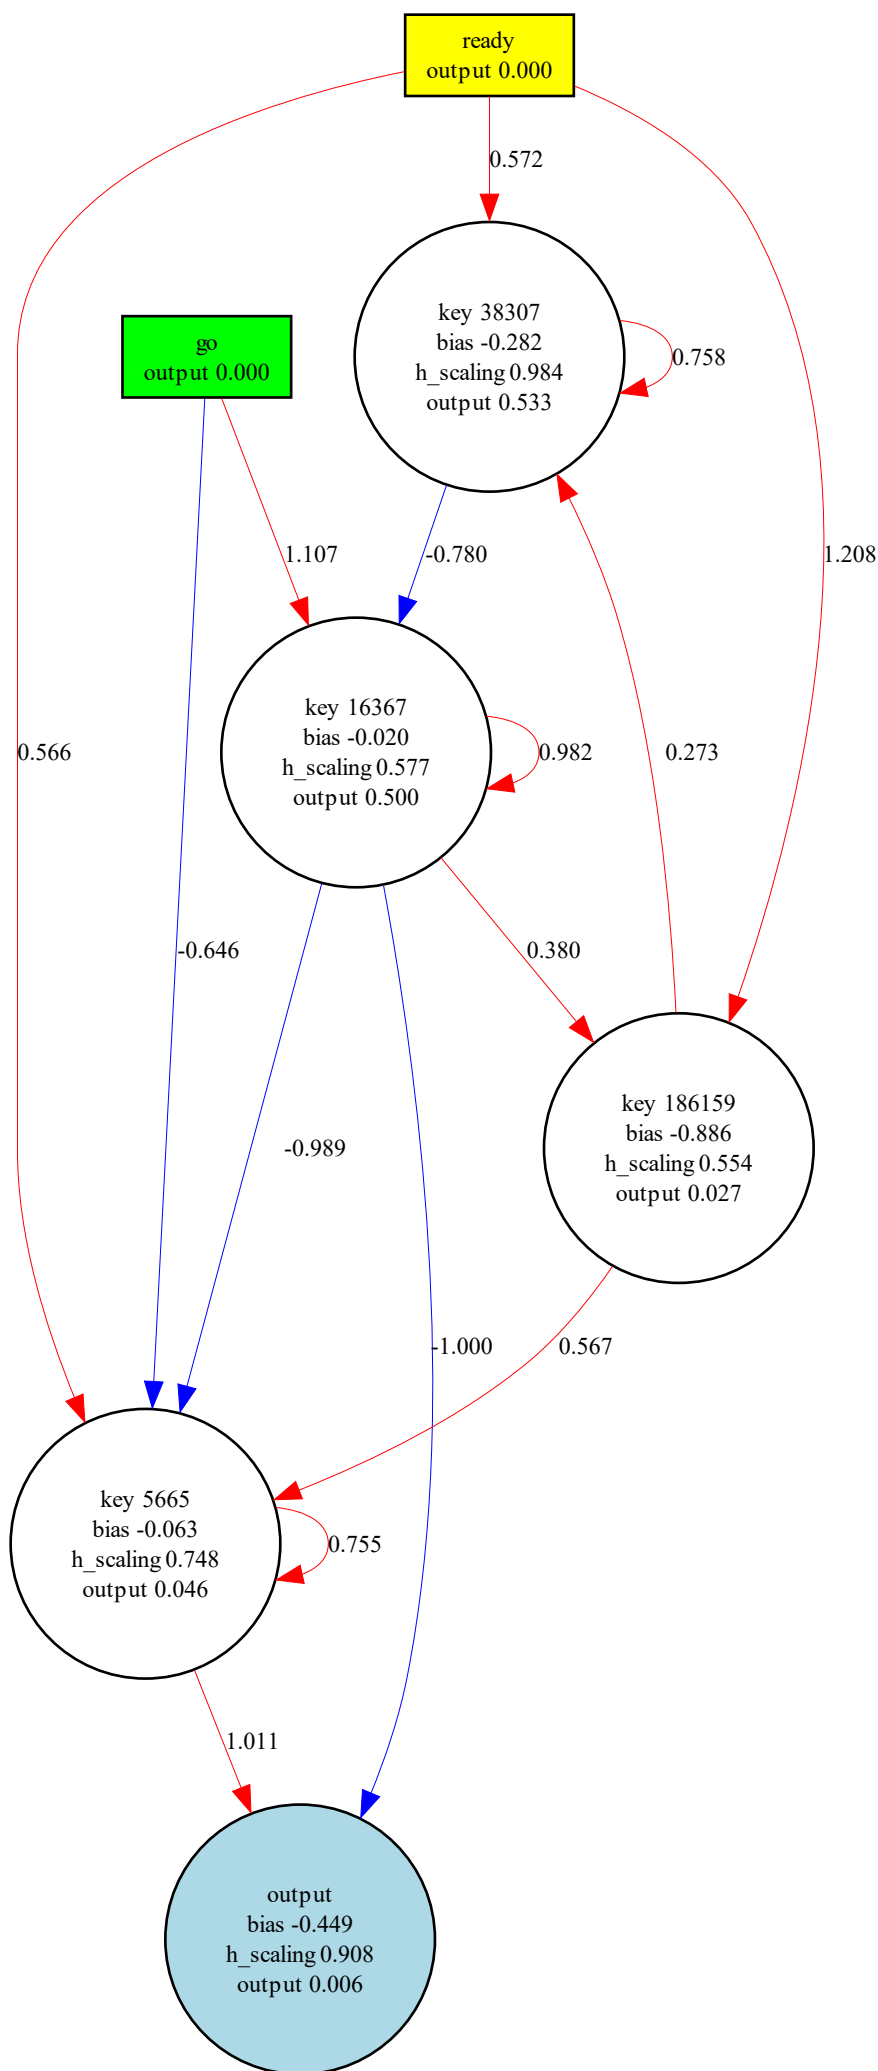 ready
output 0.000
0.572
key 38307
bias -0.282
h_scaling 0.984
output 0.533
0.758
go
output 0.000
1.107
-0.780
1.208
key 16367
bias -0.020
h_scaling 0.577
output 0.500
0.982
0.566
0.273
-0.646
0.380
-0.989
key 186159
bias -0.886
h_scaling 0.554
output 0.027
-1.000
0.567
key 5665
bias -0.063
h_scaling 0.748
output 0.046
0.755
1.011
output
bias -0.449
h_scaling 0.908
output 0.006